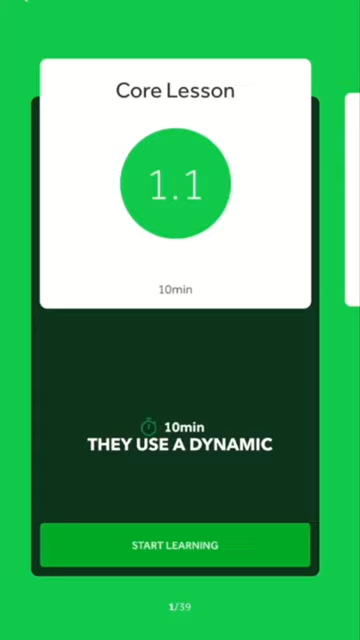 Core Lesson
1.1
10min
10min
THEY USE A DYNAMIC
START LEARNING
1/39